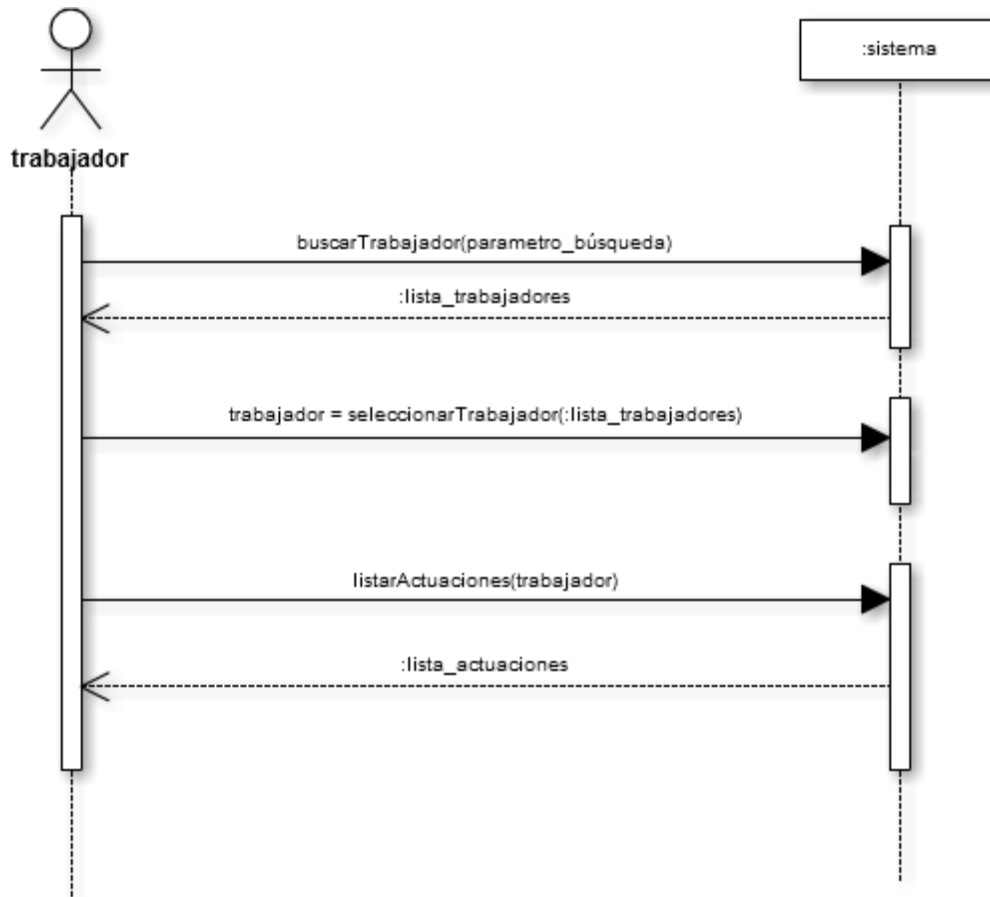 :sistema
trabajador
buscarTrabajador(parametro_búsqueda)
:lista_trabajadores
trabajador = seleccionarTrabajador(:lista_trabajadores)
listarActuaciones(trabajador)
:lista_actuaciones